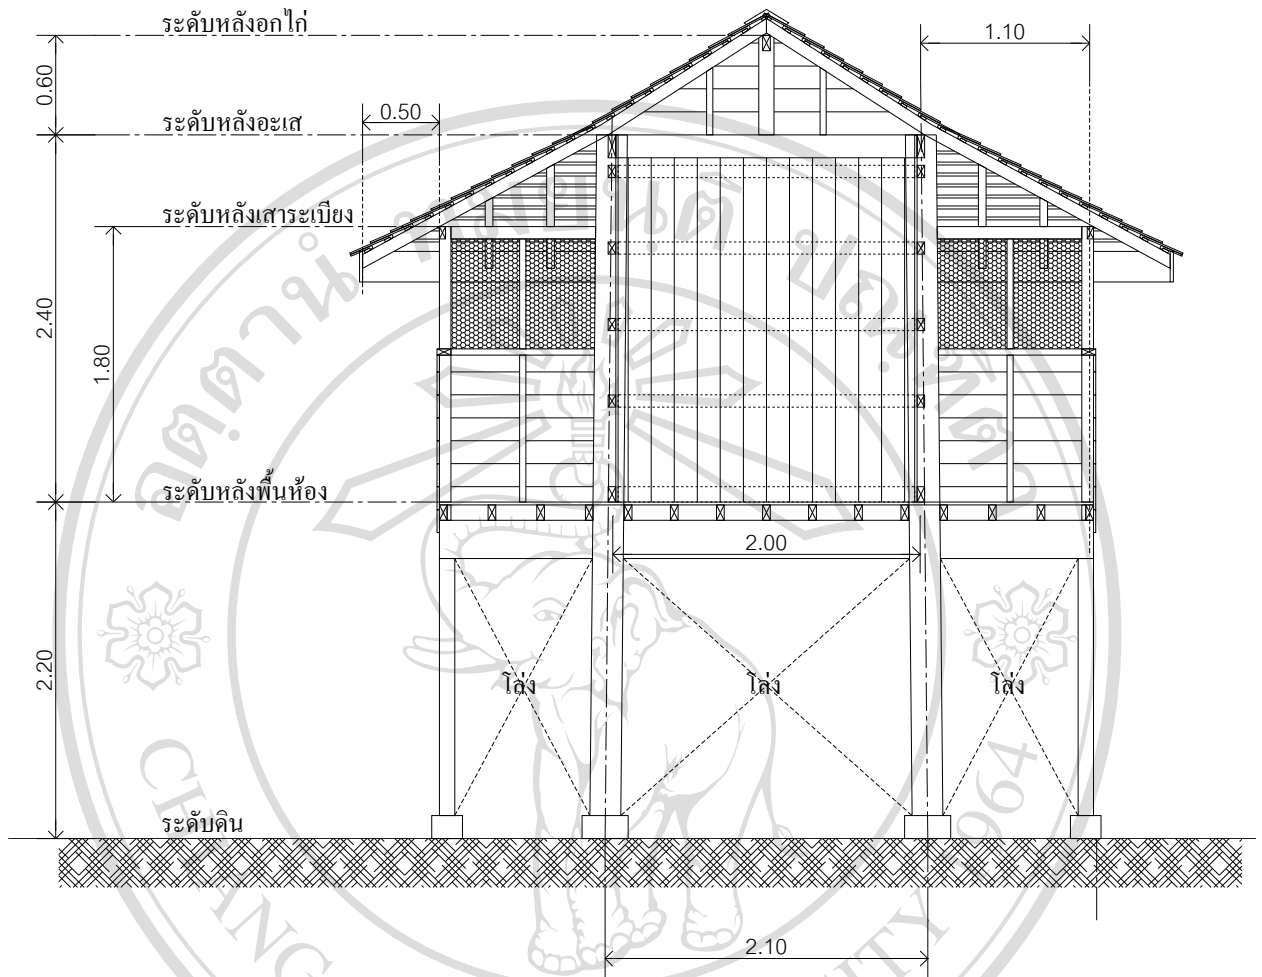 ระดับหลังอกไก่
1.10
0.60
0.50
ระดับหลังอะเส
ระดับหลังเสาระเบียง
2.40
1.80
ระดับหลังพื้นห้อง
2.00
2.20
โล่ง
โล่ง
โล่ง
ระดับดิน
2.10